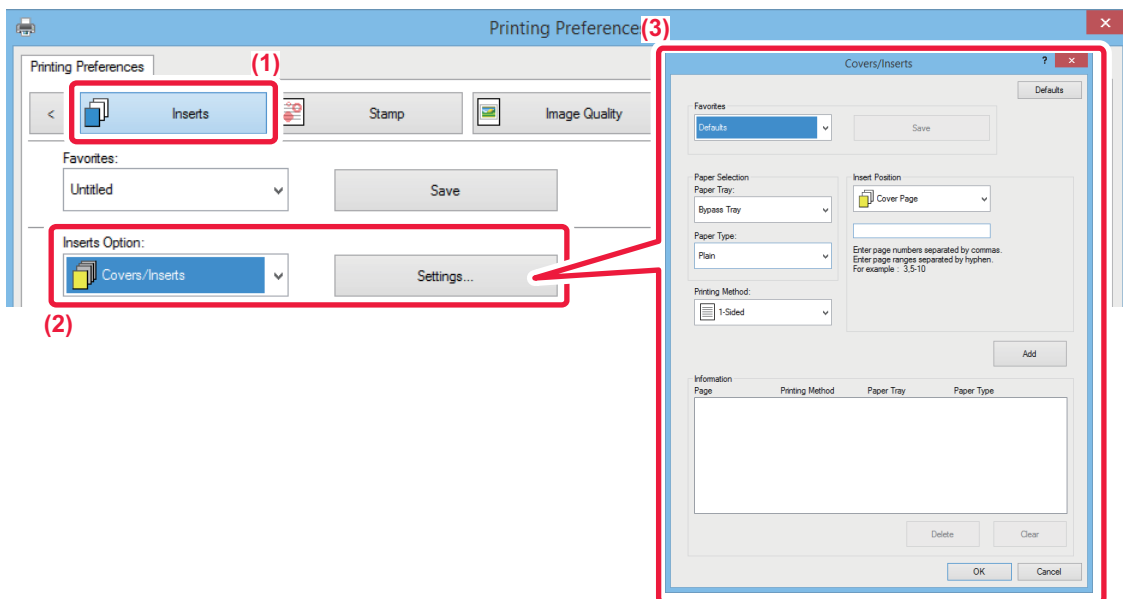 Printing Preference
(3)
×
Printing Preferences
(1)
<
Inserts
Stamp
Image Quality
Favorites:
Untitled
Save
Inserts Option:
Covers/Inserts
Settings...
(2)
Covers/Inserts
?
×
Defaults
Favorites
Defaults
Save
Paper Selection
Paper Tray:
Bypass Tray
Paper Type:
Plain
Printing Method:
1-Sided
Insert Position
Cover Page
Enter page numbers separated by commas.
Enter page ranges separated by hyphen.
For example : 3,5-10
Add
Information
Page Printing Method Paper Tray Paper Type
Delete
Clear
OK
Cancel